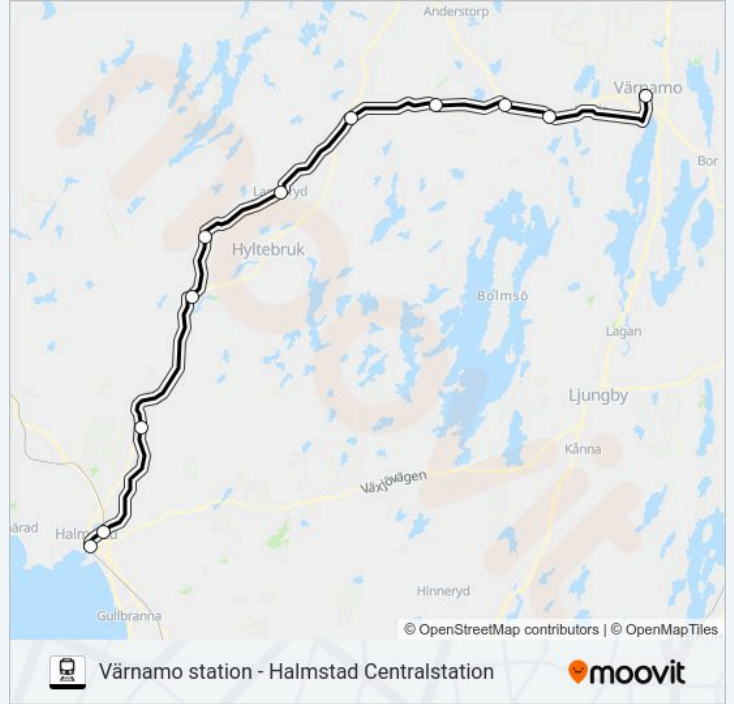 Anderstorp
Värnamo
Bor
Hyltebruk
Bolmsö
Lagan
Ljungby
Kånna
Växjövägen
Halmstad
Hinneryd
Gullbranna
© OpenStreetMap contributors | © OpenMapTiles
Värnamo station - Halmstad Centralstation
moovit
moovit